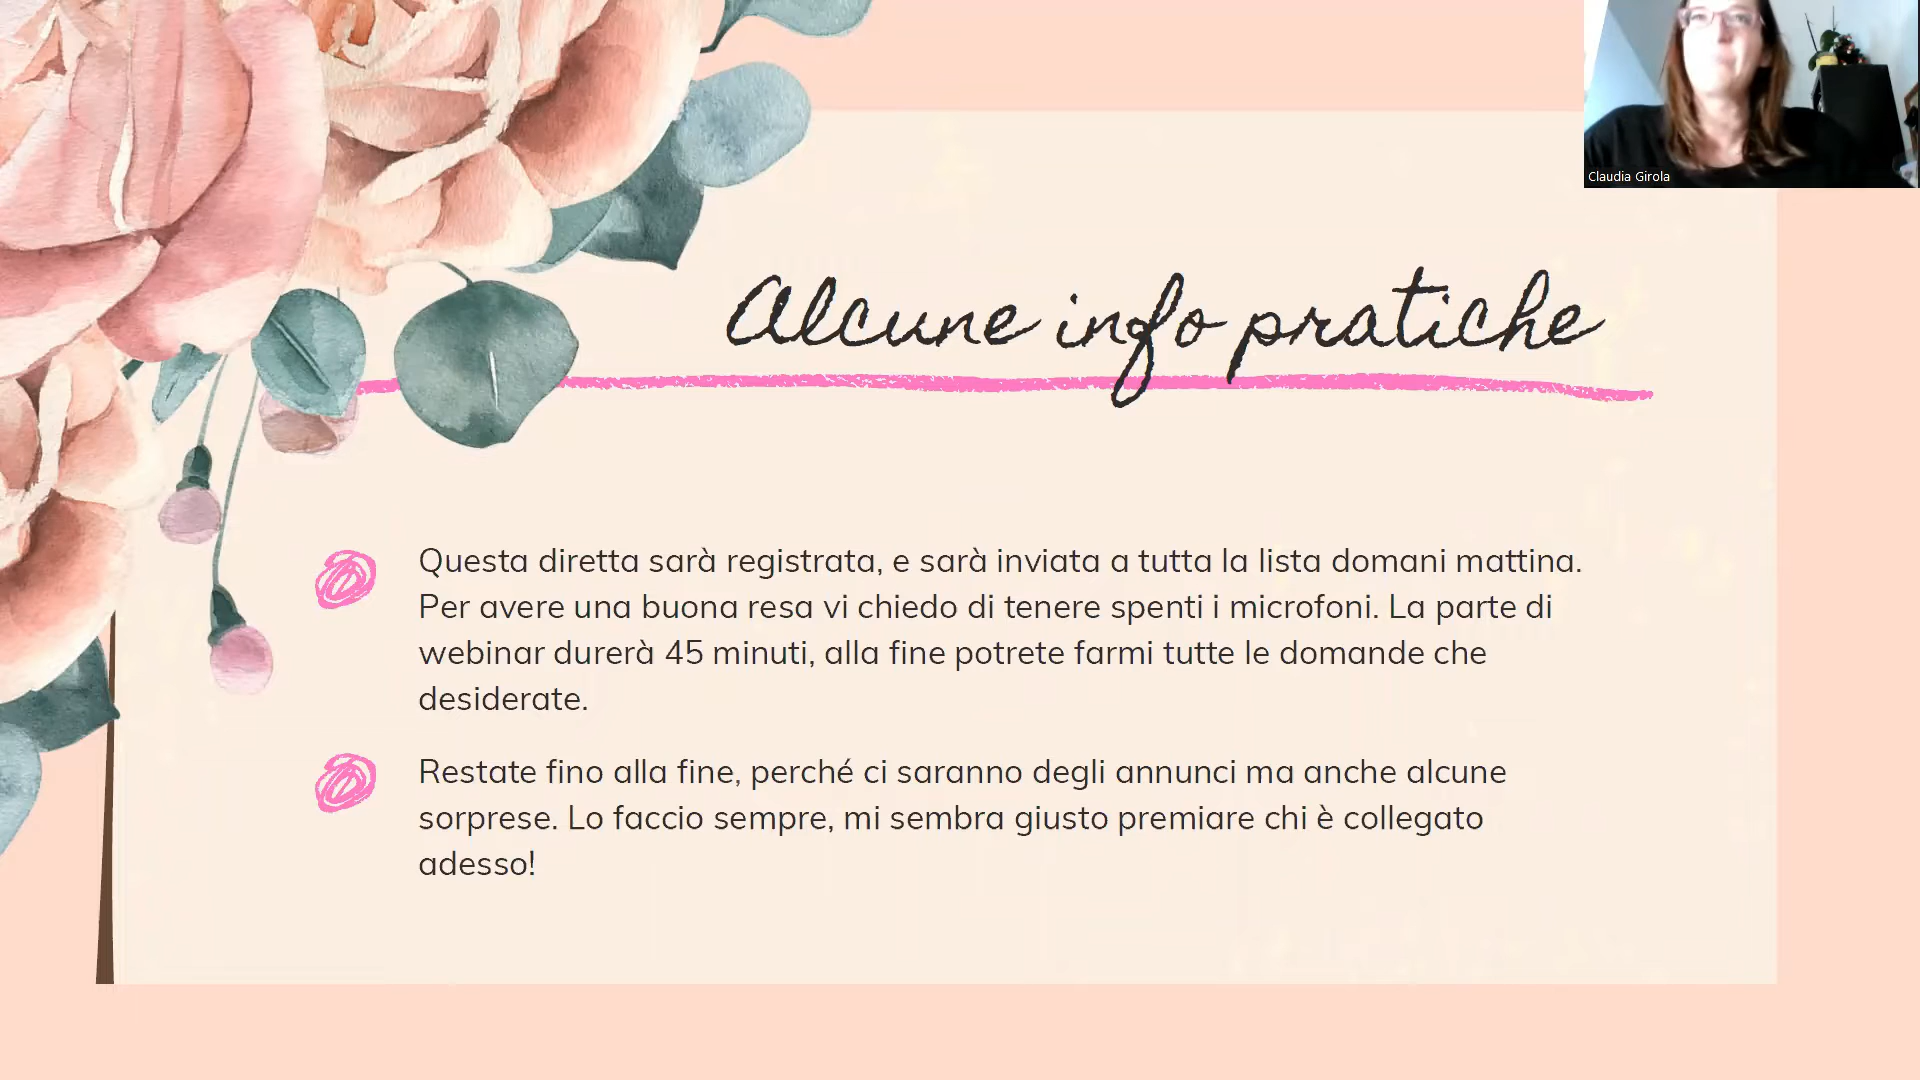 Claudia Girola
Alcune info pratiche
Questa diretta sarà registrata, e sarà inviata a tutta la lista domani mattina.
Per avere una buona resa vi chiedo di tenere spenti i microfoni. La parte di
webinar durerà 45 minuti, alla fine potrete farmi tutte le domande che
desiderate.
Restate fino alla fine, perché ci saranno degli annunci ma anche alcune
sorprese. Lo faccio sempre, mi sembra giusto premiare chi è collegato
adesso!